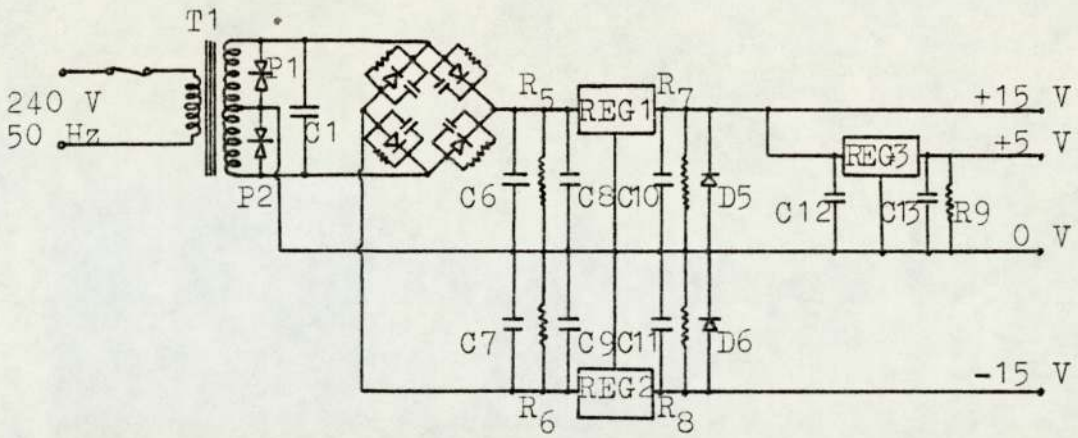 T1
240 V
50 Hz
P1
P2
C1
R5
REG1
R7
+15 V
+5 V
REG3
C6
C8
C10
D5
C12
C13
R9
0 V
C7
C9
C11
D6
-15 V
R6
REG2
R8